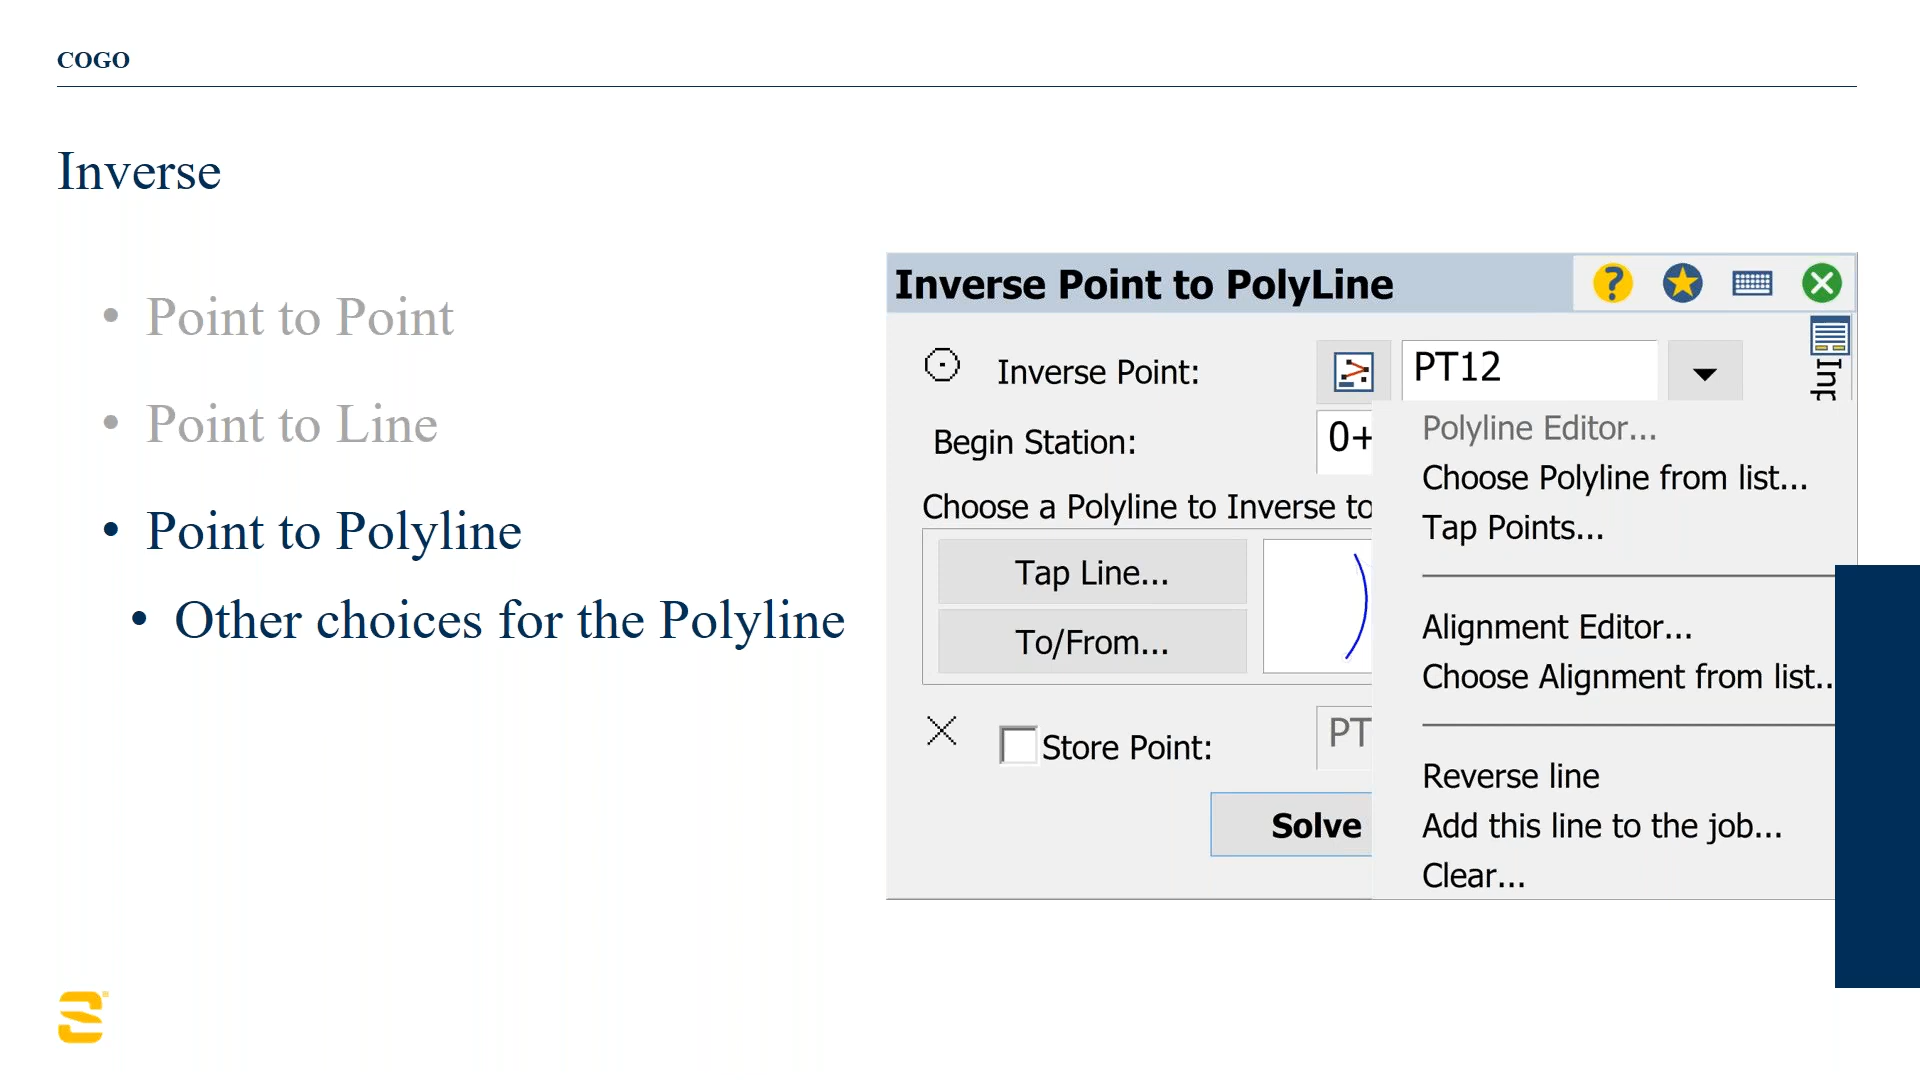 COGO
Inverse
• Point to Point
• Point to Line
• Point to Polyline
• Other choices for the Polyline
Inverse Point to PolyLine
Inverse Point:
PT12
Inp
Begin Station:
0+
Choose a Polyline to Inverse to
Tap Line...
To/From...
Store Point:
PT
Solve
Polyline Editor...
Choose Polyline from list...
Tap Points...
Alignment Editor...
Choose Alignment from list..
Reverse line
Add this line to the job...
Clear...